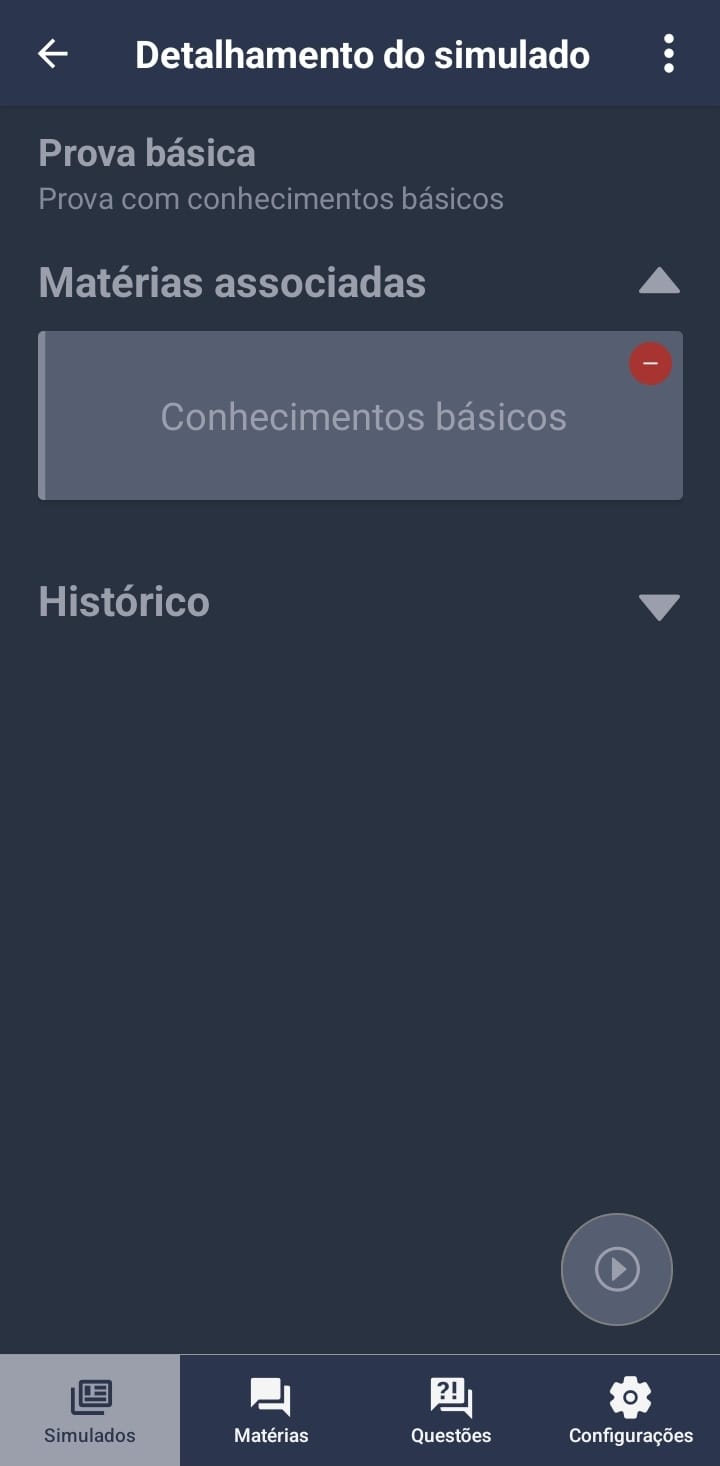 Detalhamento do simulado
Prova básica
Prova com conhecimentos básicos
Matérias associadas
Conhecimentos básicos
Histórico
?!
Simulados
Matérias
Questões
Configurações